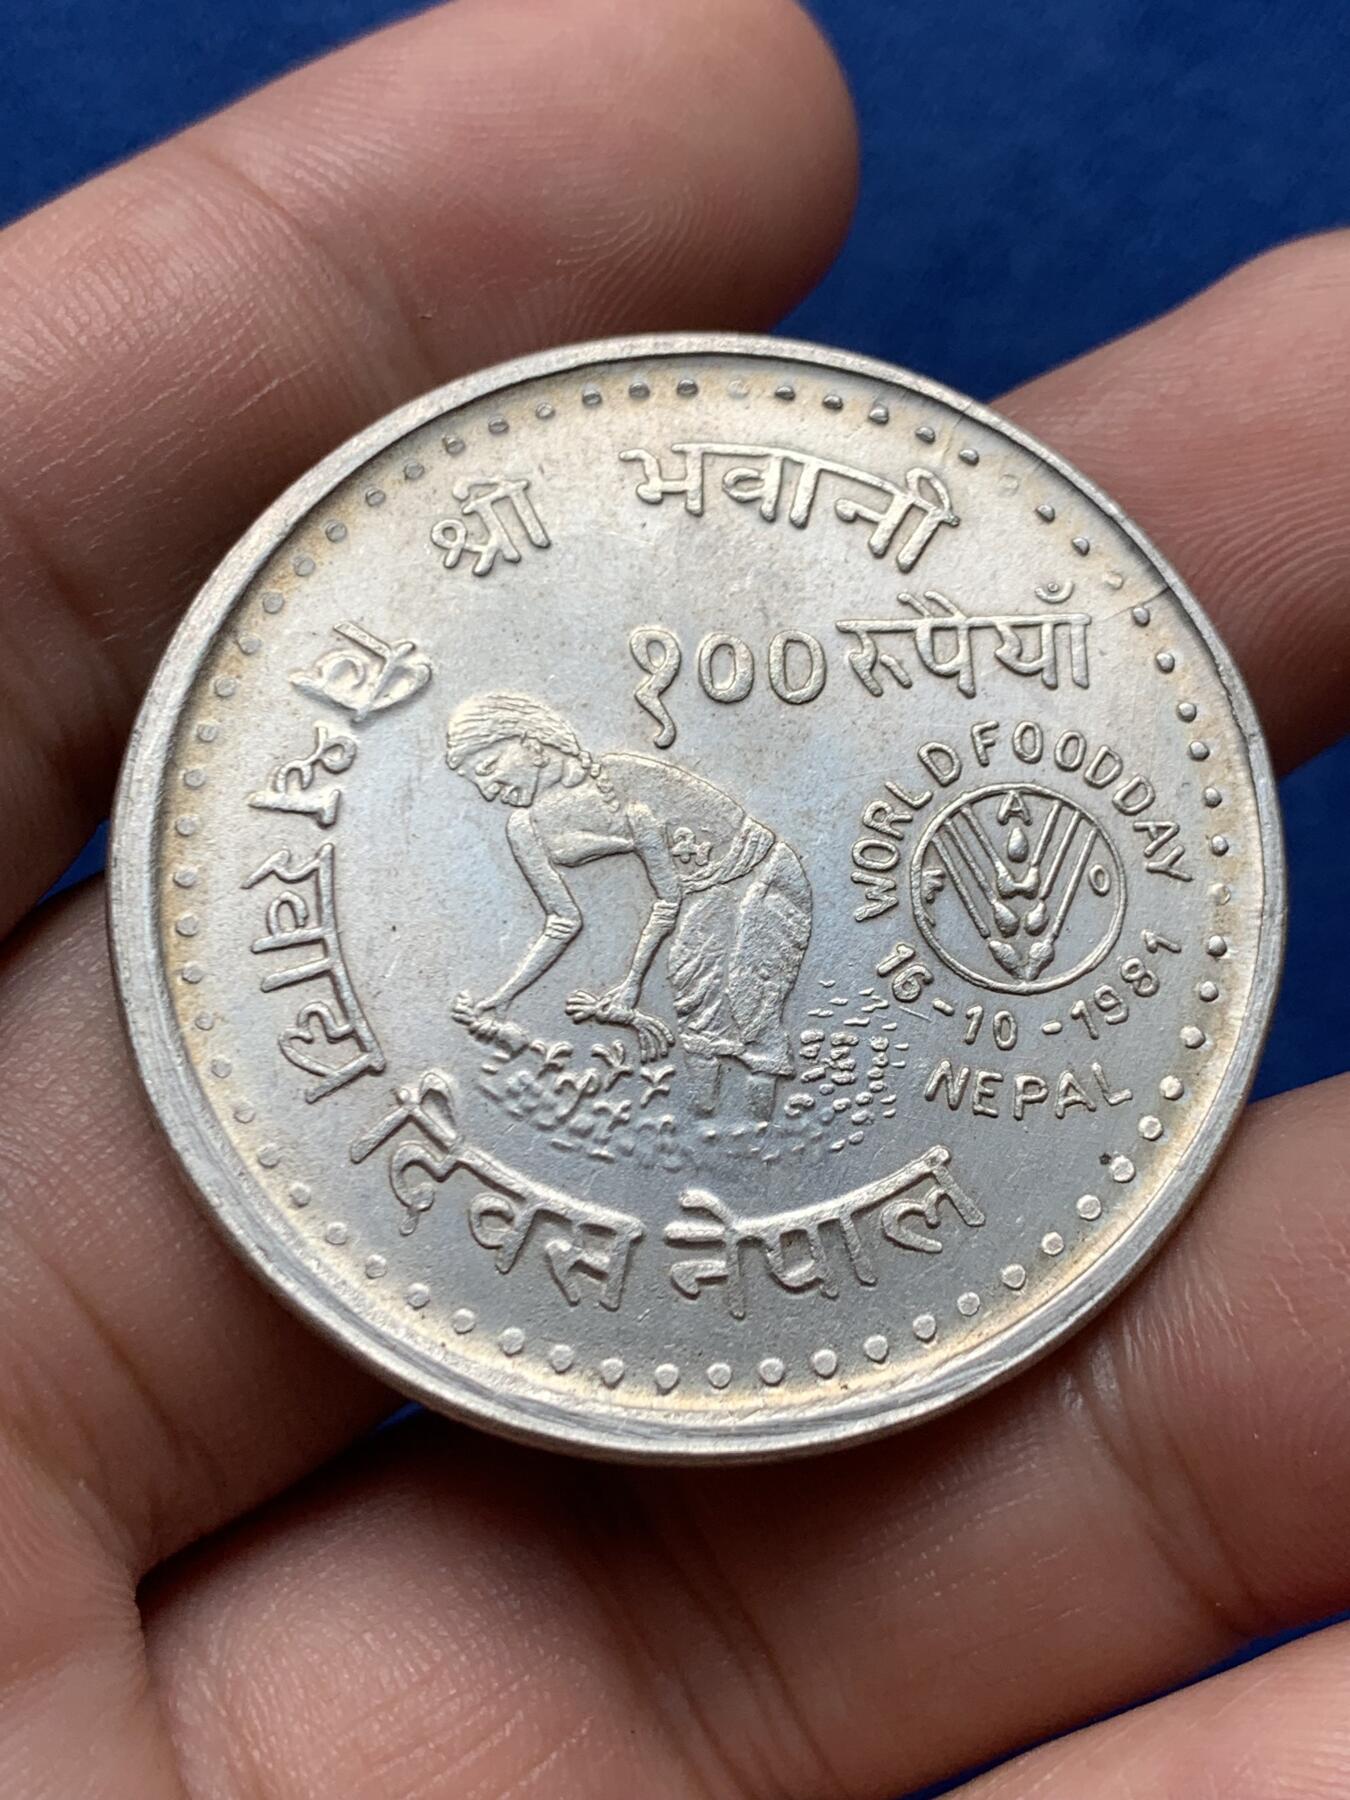 श्री भवानी
१०० रुपैयाँ
WORLD FOOD DAY
F A O
16-10-1981
NEPAL
विश्व खाद्य दिवस नेपाल